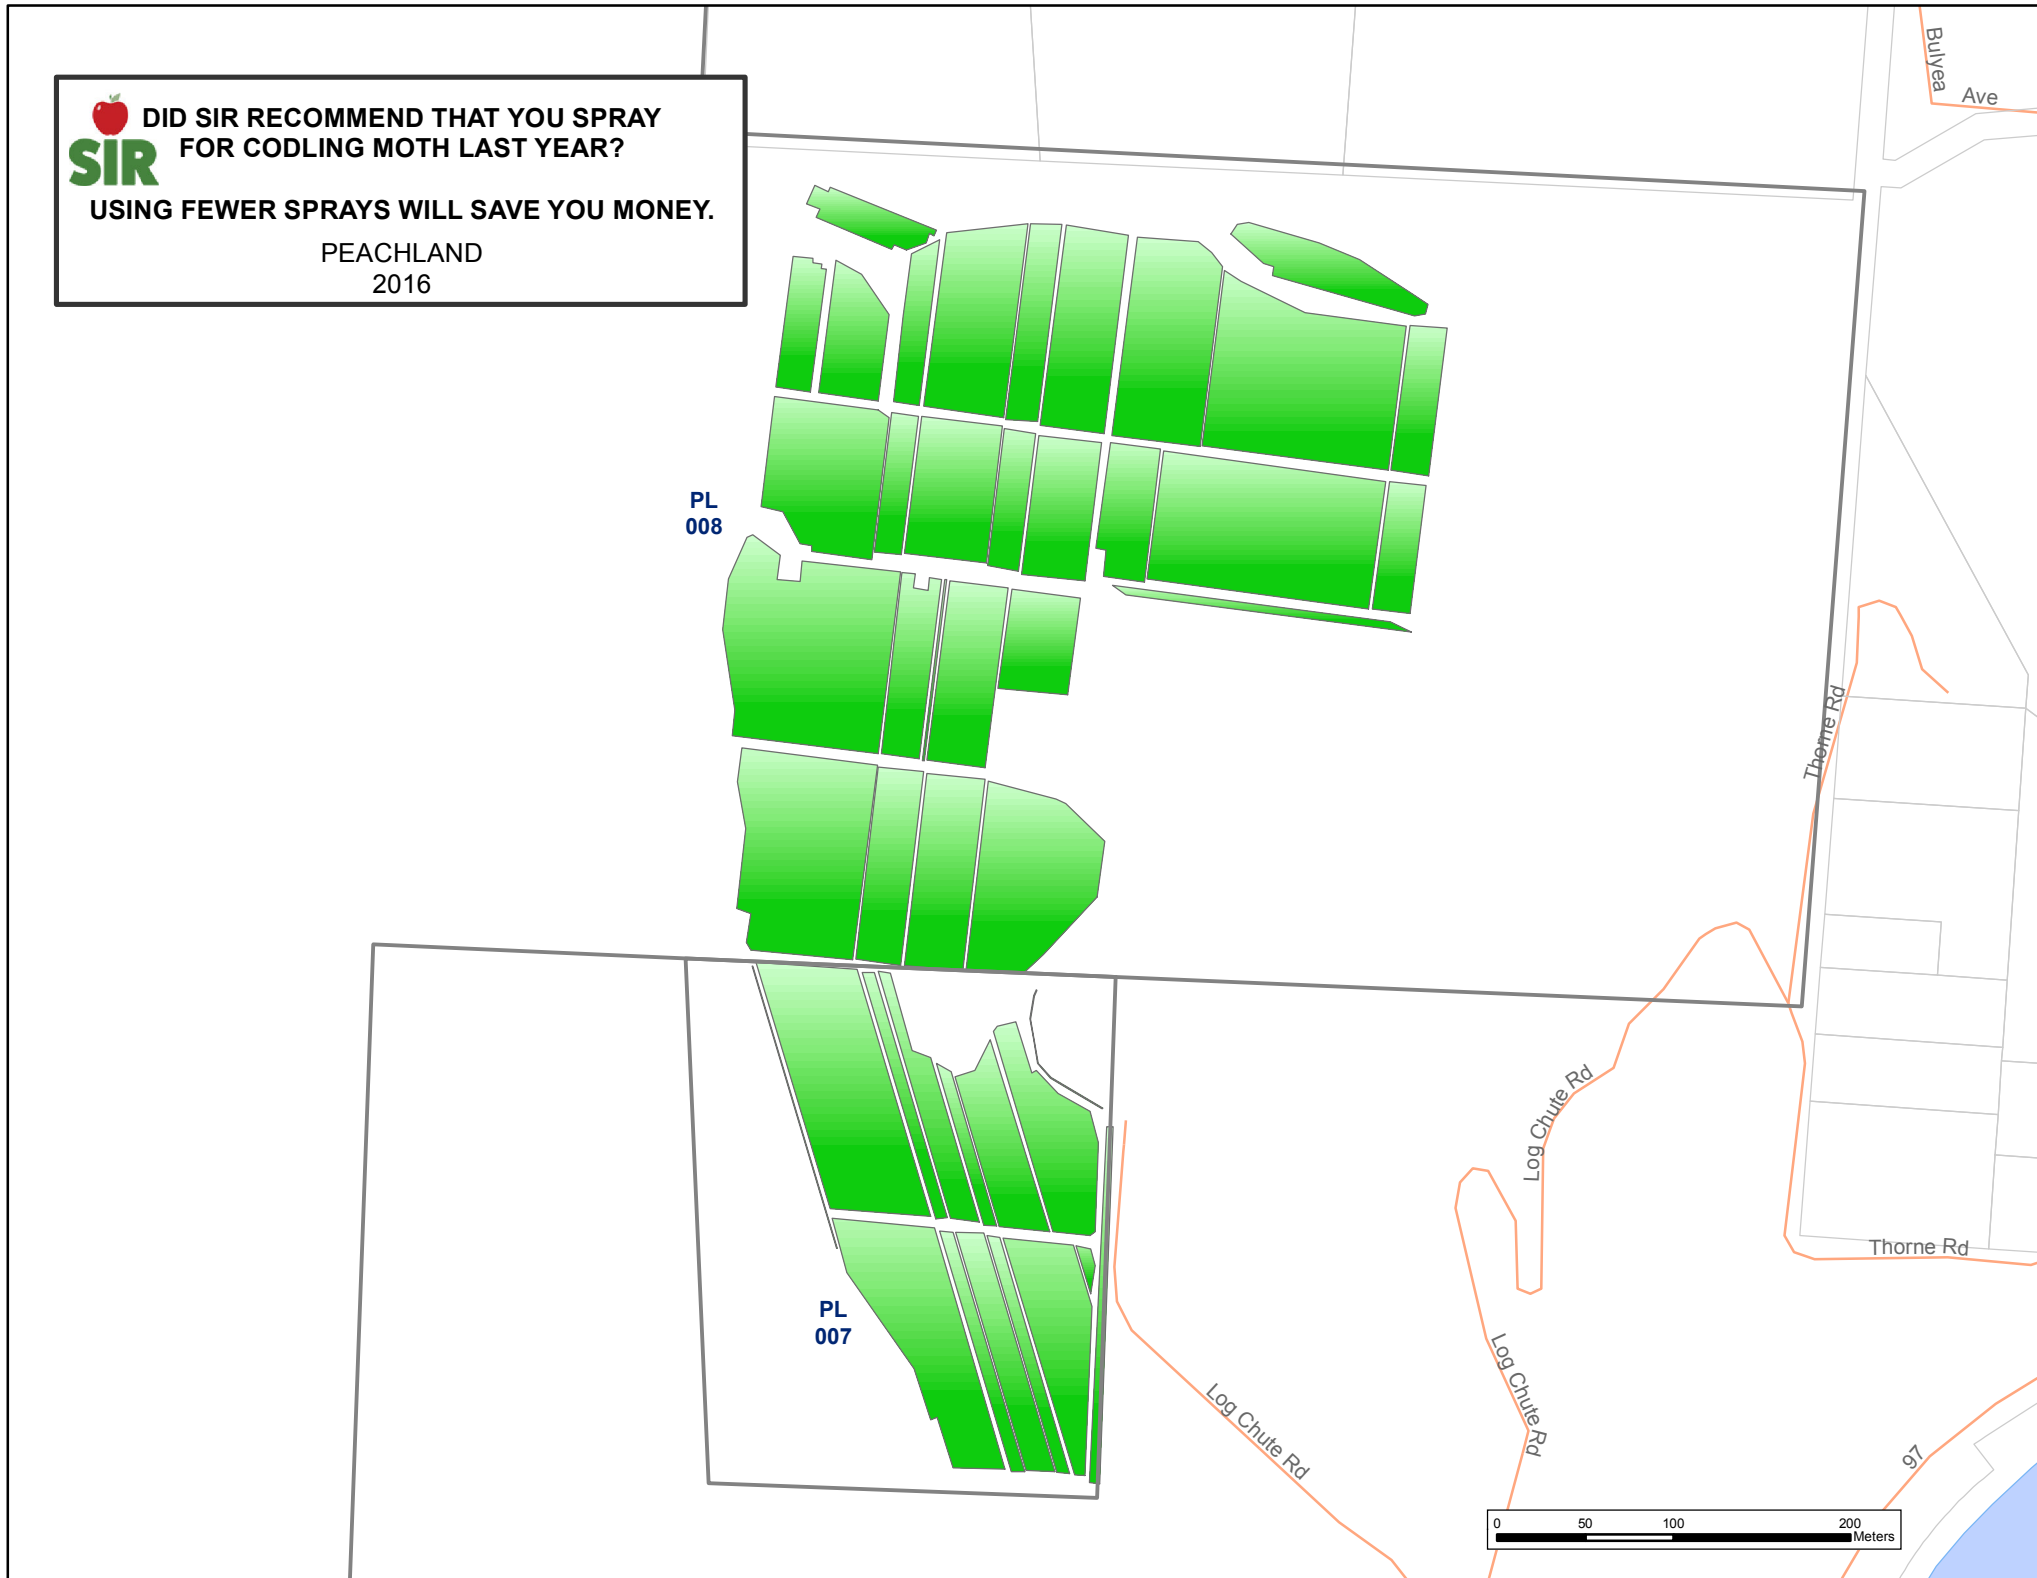 DID SIR RECOMMEND THAT YOU SPRAY
FOR CODLING MOTH LAST YEAR?
SIR
USING FEWER SPRAYS WILL SAVE YOU MONEY.
PEACHLAND
2016
Bulyea
Ave
PL
008
Thorne Rd
Log Chute Rd
Thorne Rd
PL
007
Log Chute Rd
Log Chute Rd
97
0 50 100 200
Meters